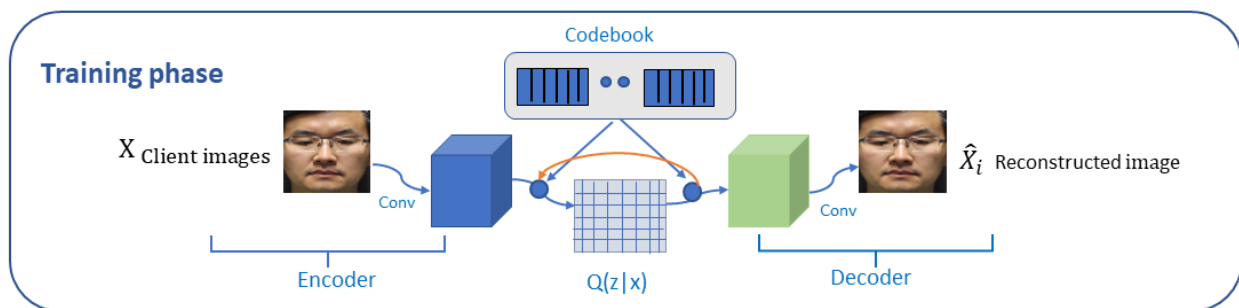 Codebook
Training phase
X Client images
Conv
Q(z|x)
Conv
X̂ᵢ Reconstructed image
Encoder
Decoder